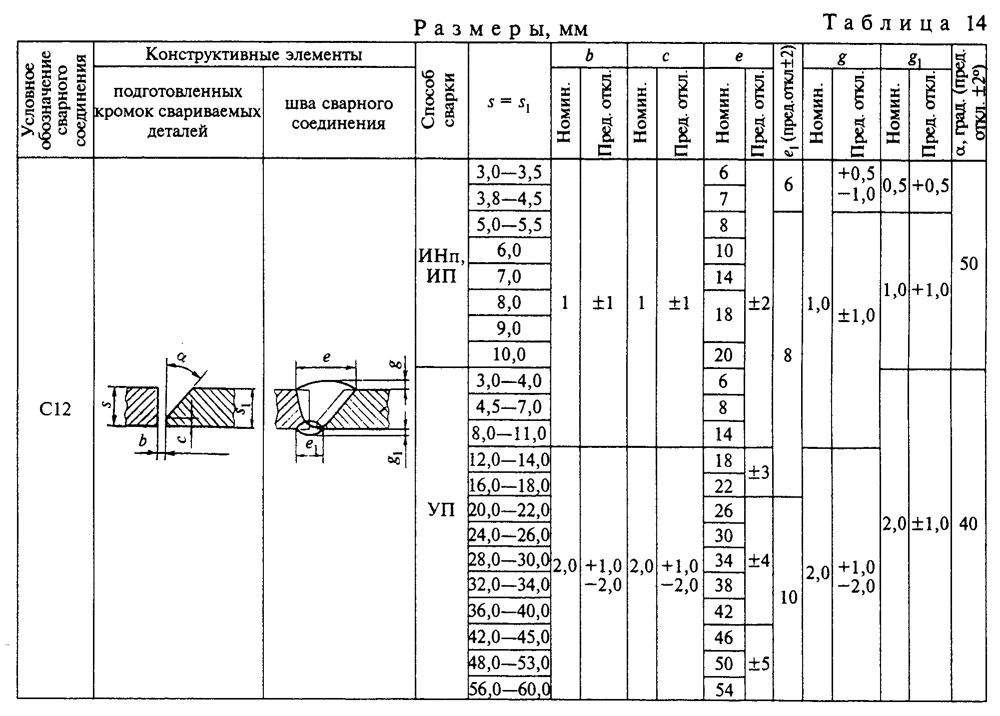 Размеры, мм
Таблица 14
Условное обозначение сварного соединения
Конструктивные элементы
подготовленных
кромок свариваемых
деталей
шва сварного
соединения
Способ сварки
s = s1
b
Номин.
Пред. откл.
c
Номин.
Пред. откл.
e
Номин.
Пред. откл.
e1 (пред.откл±2)
g
Номин.
Пред. откл.
g1
Номин.
Пред. откл.
α, град. (пред. откл. ±2°)
С12
α
s
s1
b
c
e
g
e1
g1
ИНп,
ИП
УП
3,0—3,5
3,8—4,5
5,0—5,5
6,0
7,0
8,0
9,0
10,0
3,0—4,0
4,5—7,0
8,0—11,0
12,0—14,0
16,0—18,0
20,0—22,0
24,0—26,0
28,0—30,0
32,0—34,0
36,0—40,0
42,0—45,0
48,0—53,0
56,0—60,0
1
2,0
±1
+1,0
−2,0
1
2,0
±1
+1,0
−2,0
6
7
8
10
14
18
20
6
8
14
18
22
26
30
34
38
42
46
50
54
±2
±3
±4
±5
6
8
10
1,0
2,0
+0,5
−1,0
±1,0
+1,0
−2,0
0,5
1,0
2,0
+0,5
+1,0
±1,0
50
40